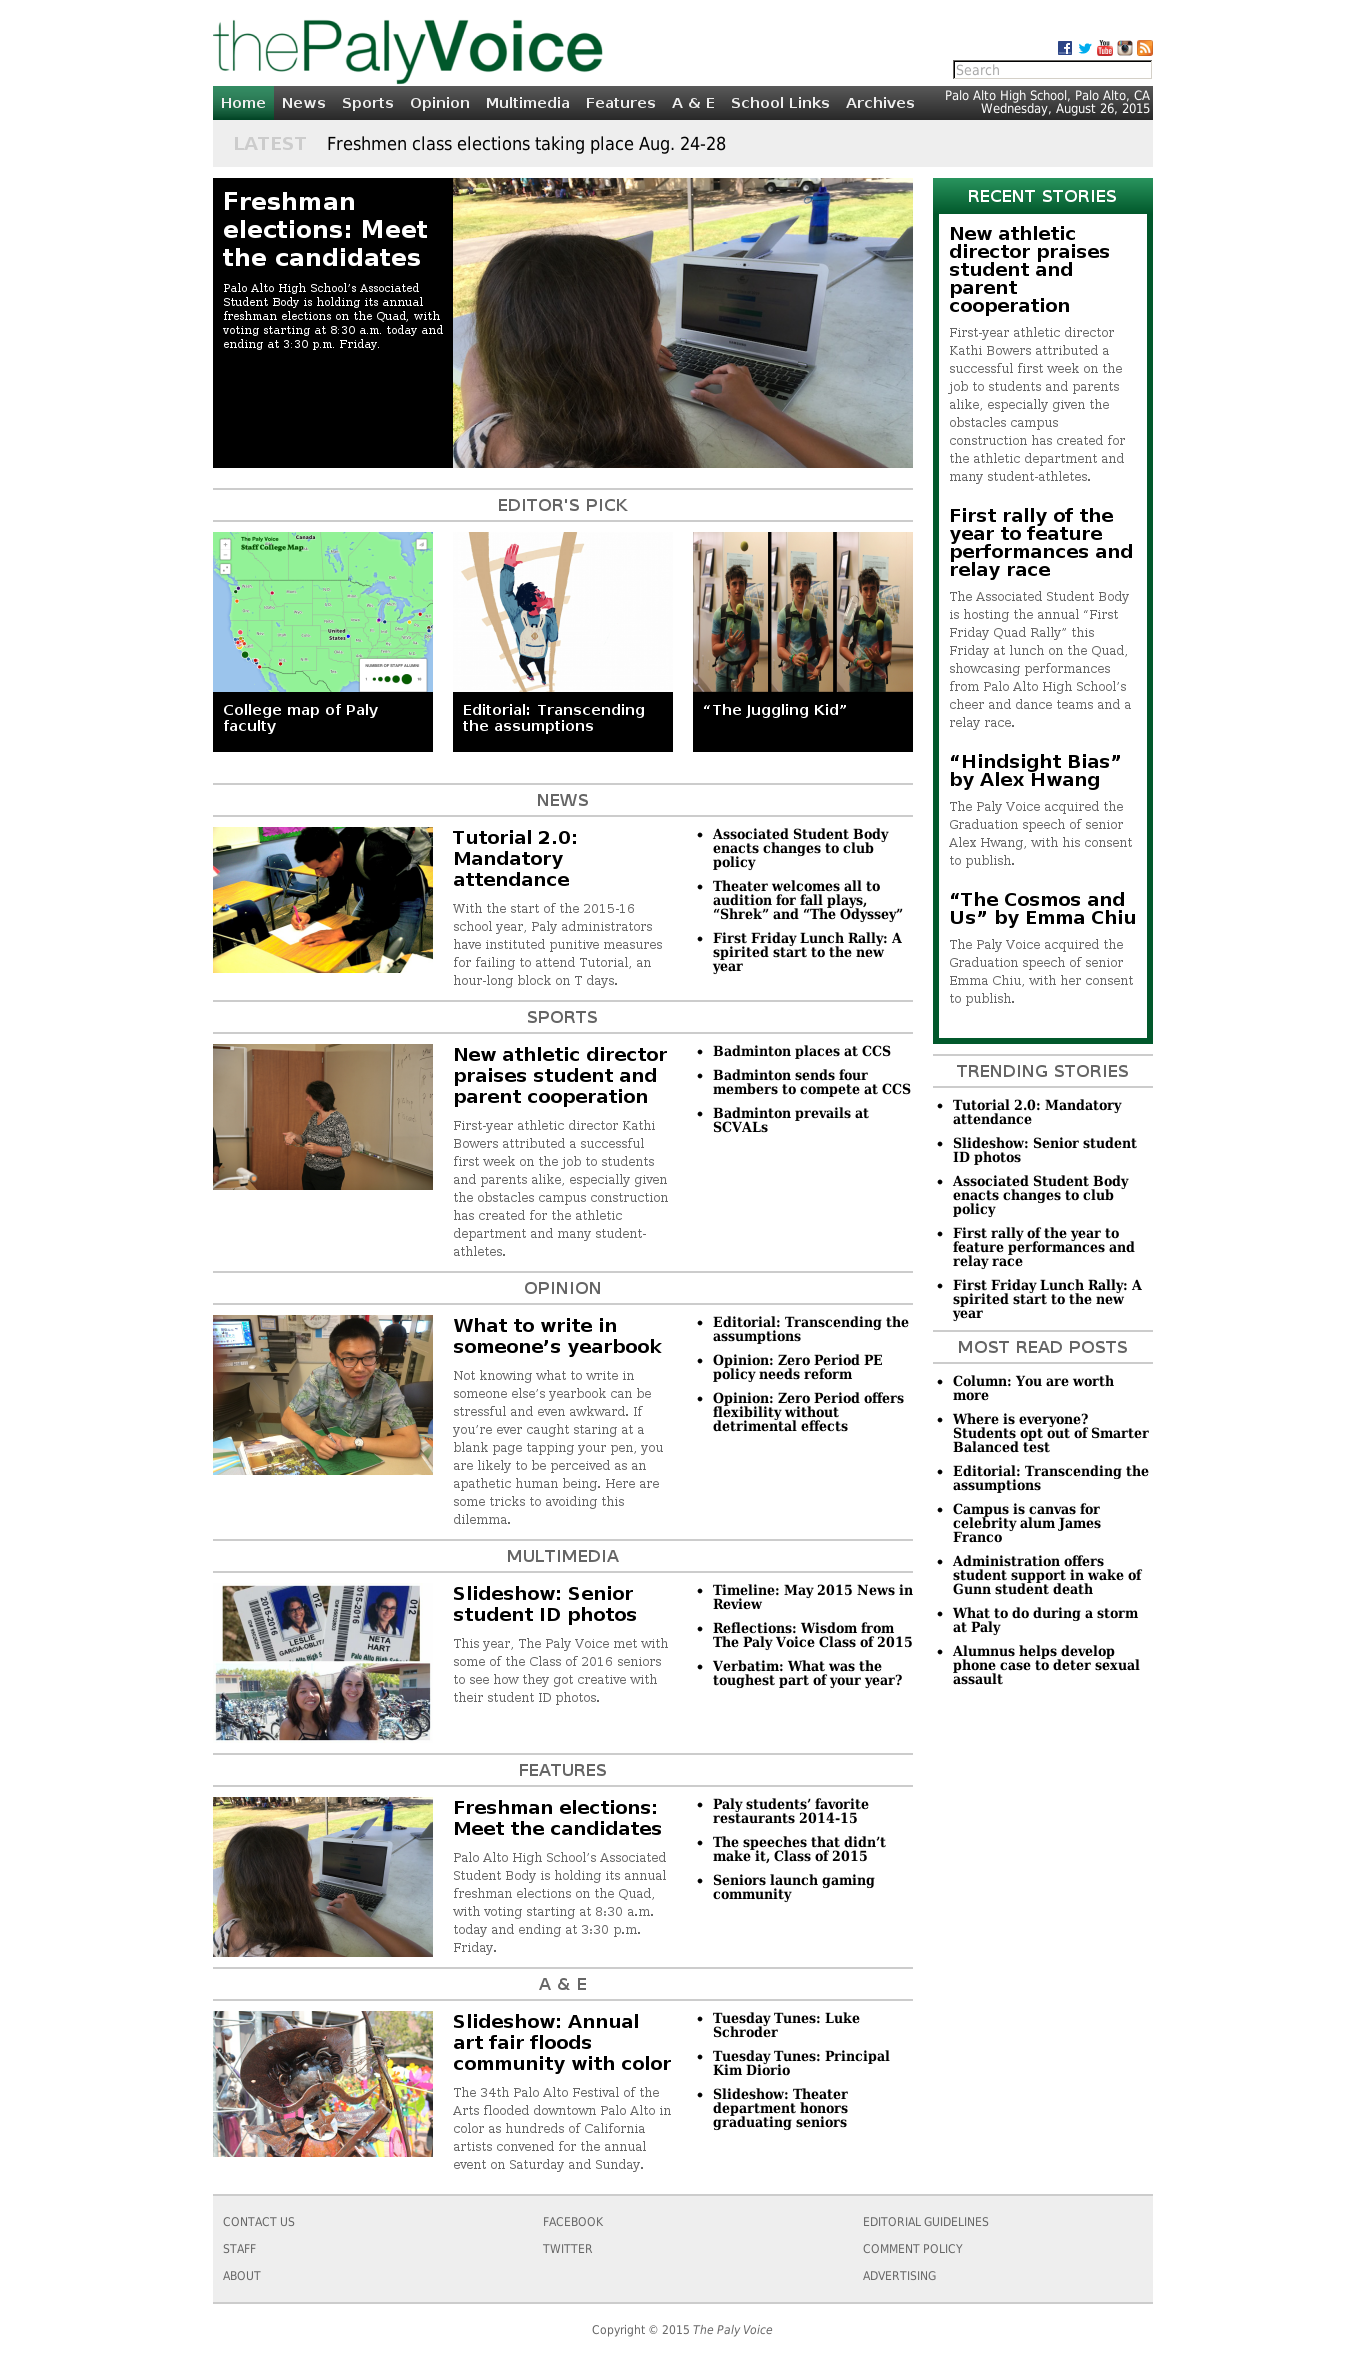 thePalyVoice
Search
Home News Sports Opinion Multimedia Features A & E School Links Archives
Palo Alto High School, Palo Alto, CA
Wednesday, August 26, 2015
LATEST Freshmen class elections taking place Aug. 24-28
Freshman
elections: Meet
the candidates
Palo Alto High School’s Associated
Student Body is holding its annual
freshman elections on the Quad, with
voting starting at 8:30 a.m. today and
ending at 3:30 p.m. Friday.
EDITOR'S PICK
The Paly Voice
Staff College Map
Canada
United
States
NUMBER OF STAFF ALUMNI
College map of Paly
faculty
Editorial: Transcending
the assumptions
“The Juggling Kid”
NEWS
Tutorial 2.0:
Mandatory
attendance
With the start of the 2015-16
school year, Paly administrators
have instituted punitive measures
for failing to attend Tutorial, an
hour-long block on T days.
Associated Student Body
enacts changes to club
policy
Theater welcomes all to
audition for fall plays,
“Shrek” and “The Odyssey”
First Friday Lunch Rally: A
spirited start to the new
year
SPORTS
New athletic director
praises student and
parent cooperation
First-year athletic director Kathi
Bowers attributed a successful
first week on the job to students
and parents alike, especially given
the obstacles campus construction
has created for the athletic
department and many student-
athletes.
Badminton places at CCS
Badminton sends four
members to compete at CCS
Badminton prevails at
SCVALs
OPINION
What to write in
someone’s yearbook
Not knowing what to write in
someone else’s yearbook can be
stressful and even awkward. If
you’re ever caught staring at a
blank page tapping your pen, you
are likely to be perceived as an
apathetic human being. Here are
some tricks to avoiding this
dilemma.
Editorial: Transcending the
assumptions
Opinion: Zero Period PE
policy needs reform
Opinion: Zero Period offers
flexibility without
detrimental effects
MULTIMEDIA
012
2015-2016
LESLIE
GARCIA-OBLITA
012
2015-2016
NETA
HART
Palo Alto High
Slideshow: Senior
student ID photos
This year, The Paly Voice met with
some of the Class of 2016 seniors
to see how they got creative with
their student ID photos.
Timeline: May 2015 News in
Review
Reflections: Wisdom from
The Paly Voice Class of 2015
Verbatim: What was the
toughest part of your year?
FEATURES
Freshman elections:
Meet the candidates
Palo Alto High School’s Associated
Student Body is holding its annual
freshman elections on the Quad,
with voting starting at 8:30 a.m.
today and ending at 3:30 p.m.
Friday.
Paly students’ favorite
restaurants 2014-15
The speeches that didn’t
make it, Class of 2015
Seniors launch gaming
community
A & E
Slideshow: Annual
art fair floods
community with color
The 34th Palo Alto Festival of the
Arts flooded downtown Palo Alto in
color as hundreds of California
artists convened for the annual
event on Saturday and Sunday.
Tuesday Tunes: Luke
Schroder
Tuesday Tunes: Principal
Kim Diorio
Slideshow: Theater
department honors
graduating seniors
RECENT STORIES
New athletic
director praises
student and
parent
cooperation
First-year athletic director
Kathi Bowers attributed a
successful first week on the
job to students and parents
alike, especially given the
obstacles campus
construction has created for
the athletic department and
many student-athletes.
First rally of the
year to feature
performances and
relay race
The Associated Student Body
is hosting the annual “First
Friday Quad Rally” this
Friday at lunch on the Quad,
showcasing performances
from Palo Alto High School’s
cheer and dance teams and a
relay race.
“Hindsight Bias”
by Alex Hwang
The Paly Voice acquired the
Graduation speech of senior
Alex Hwang, with his consent
to publish.
“The Cosmos and
Us” by Emma Chiu
The Paly Voice acquired the
Graduation speech of senior
Emma Chiu, with her consent
to publish.
TRENDING STORIES
Tutorial 2.0: Mandatory
attendance
Slideshow: Senior student
ID photos
Associated Student Body
enacts changes to club
policy
First rally of the year to
feature performances and
relay race
First Friday Lunch Rally: A
spirited start to the new
year
MOST READ POSTS
Column: You are worth
more
Where is everyone?
Students opt out of Smarter
Balanced test
Editorial: Transcending the
assumptions
Campus is canvas for
celebrity alum James
Franco
Administration offers
student support in wake of
Gunn student death
What to do during a storm
at Paly
Alumnus helps develop
phone case to deter sexual
assault
CONTACT US
STAFF
ABOUT
FACEBOOK
TWITTER
EDITORIAL GUIDELINES
COMMENT POLICY
ADVERTISING
Copyright © 2015 The Paly Voice